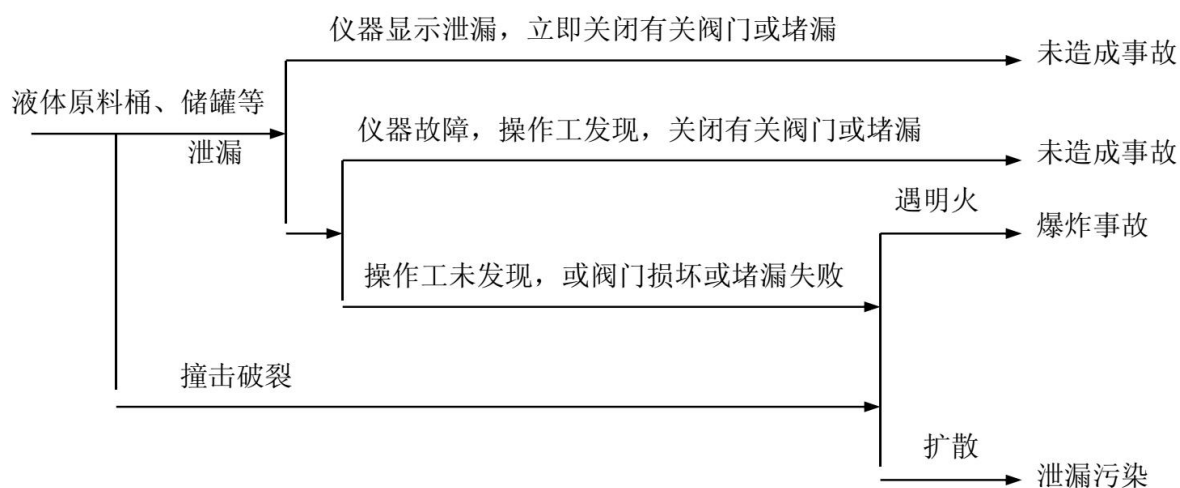 仪器显示泄漏，立即关闭有关阀门或堵漏
未造成事故
液体原料桶、储罐等
泄漏
仪器故障，操作工发现，关闭有关阀门或堵漏
未造成事故
遇明火
爆炸事故
操作工未发现，或阀门损坏或堵漏失败
撞击破裂
扩散
泄漏污染